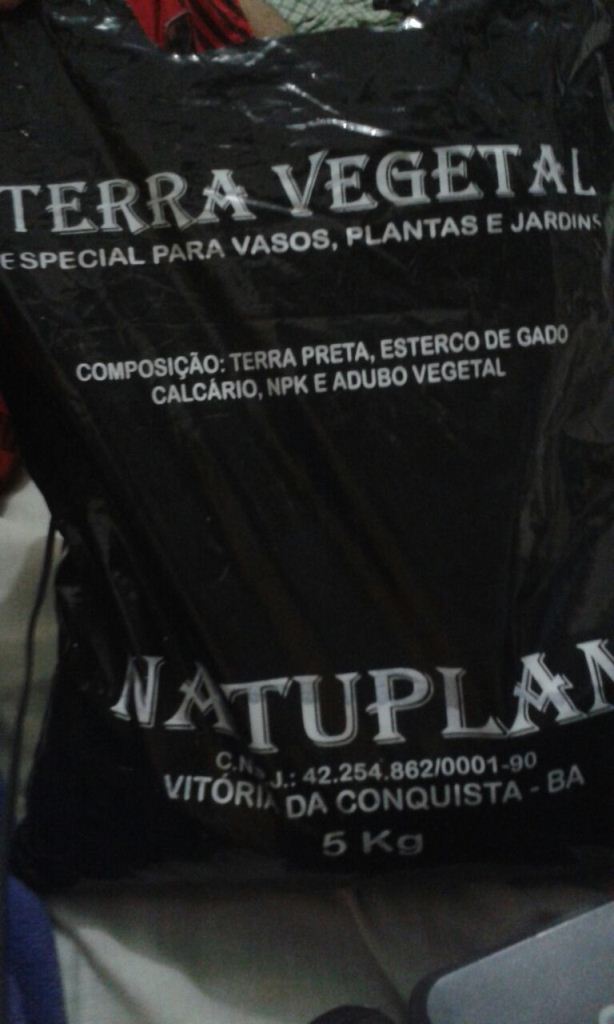 TERRA VEGETAL
ESPECIAL PARA VASOS, PLANTAS E JARDINS
COMPOSIÇÃO: TERRA PRETA, ESTERCO DE GADO
CALCÁRIO, NPK E ADUBO VEGETAL
NATUPLAN
C.N.P.J.: 42.254.862/0001-90
VITÓRIA DA CONQUISTA - BA
5 Kg